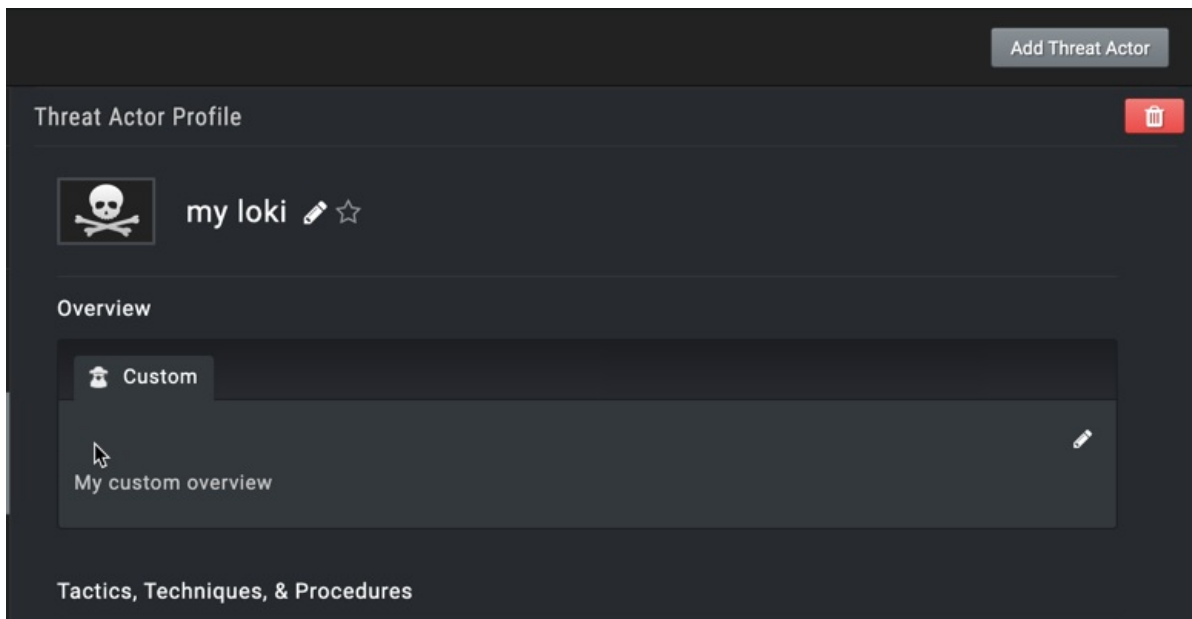 Add Threat Actor
Threat Actor Profile
my loki
Overview
Custom
My custom overview
Tactics, Techniques, & Procedures